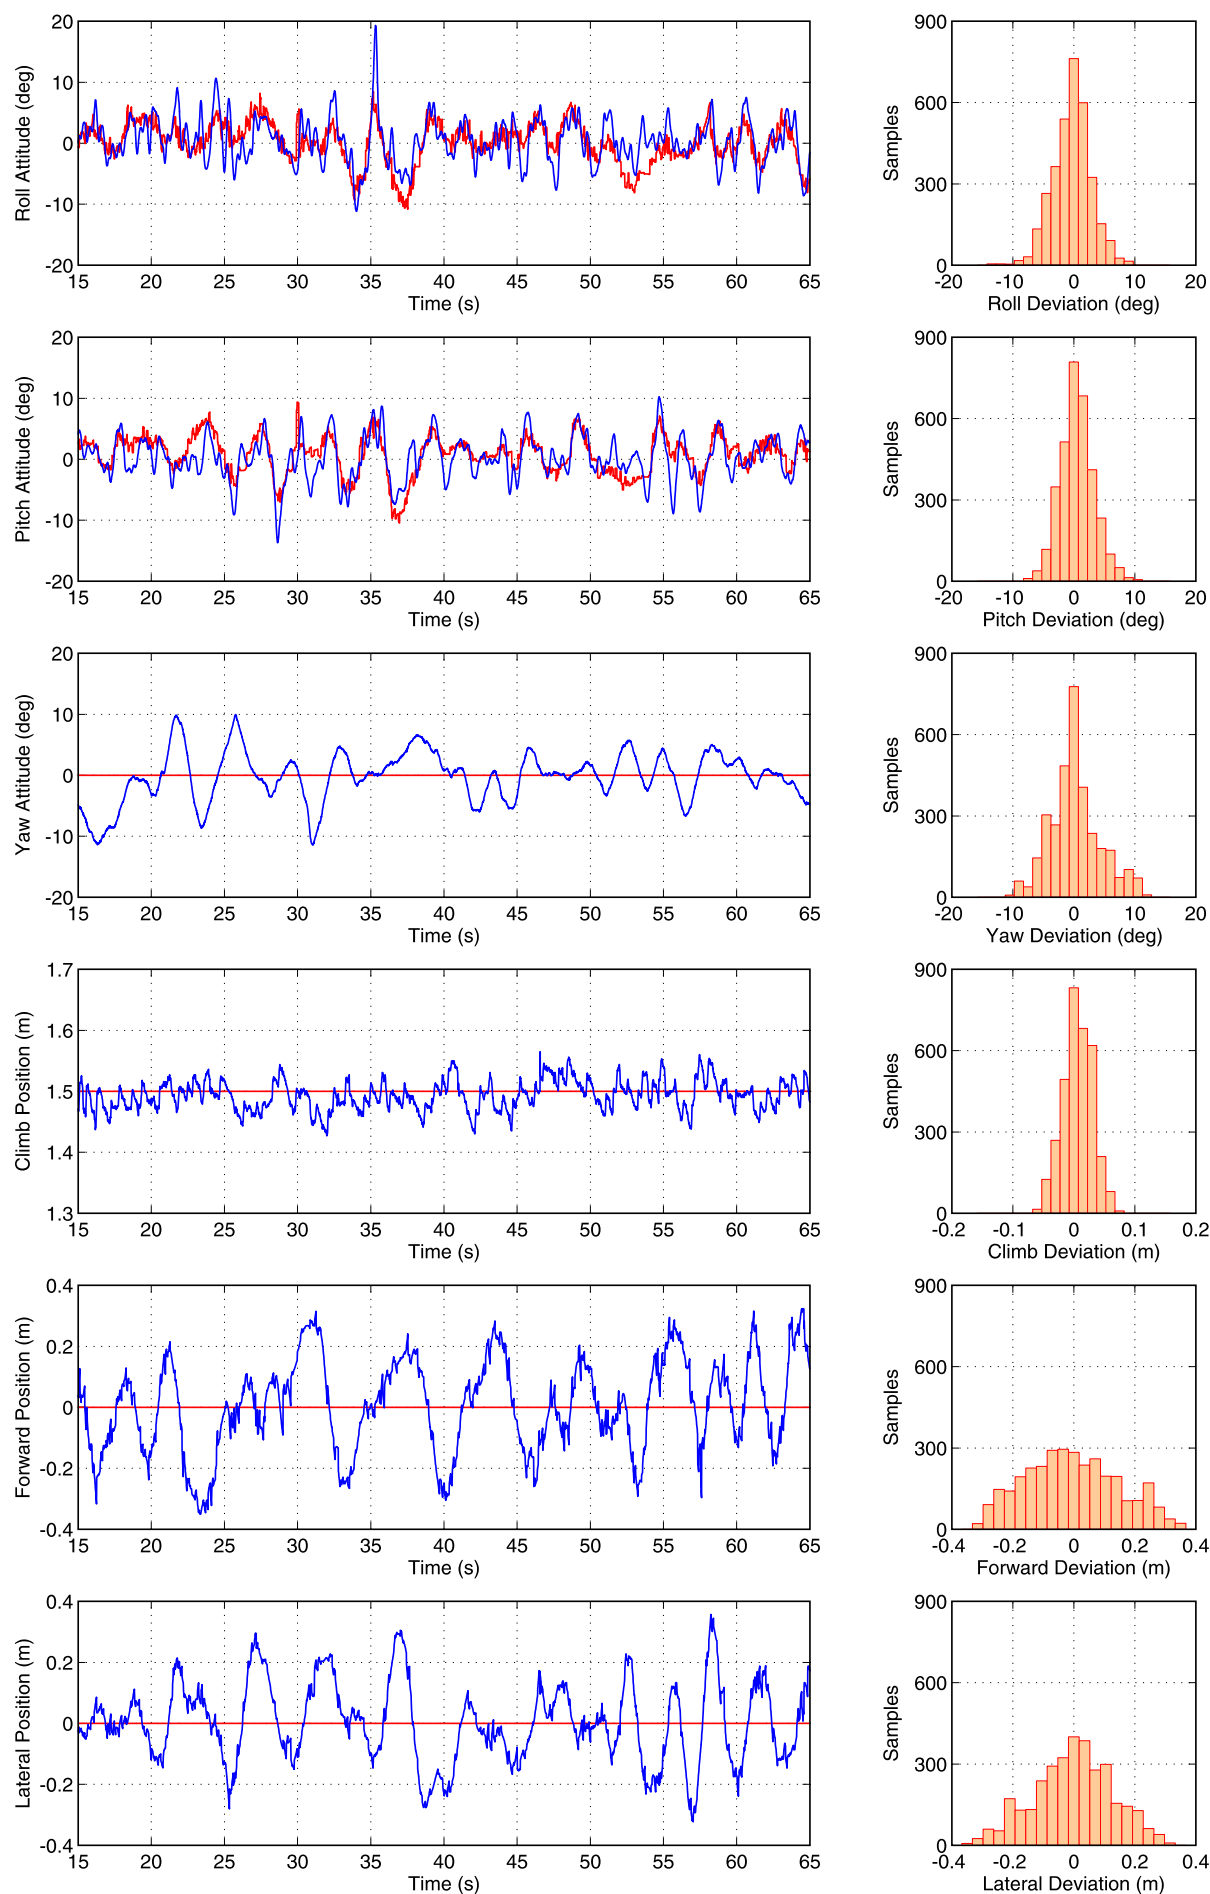 20
10
0
-10
-20
Roll Attitude (deg)
15 20 25 30 35 40 45 50 55 60 65
Time (s)
900
600
300
0
Samples
-20 -10 0 10 20
Roll Deviation (deg)
20
10
0
-10
-20
Pitch Attitude (deg)
15 20 25 30 35 40 45 50 55 60 65
Time (s)
900
600
300
0
Samples
-20 -10 0 10 20
Pitch Deviation (deg)
20
10
0
-10
-20
Yaw Attitude (deg)
15 20 25 30 35 40 45 50 55 60 65
Time (s)
900
600
300
0
Samples
-20 -10 0 10 20
Yaw Deviation (deg)
1.7
1.6
1.5
1.4
1.3
Climb Position (m)
15 20 25 30 35 40 45 50 55 60 65
Time (s)
900
600
300
0
Samples
-0.2 -0.1 0 0.1 0.2
Climb Deviation (m)
0.4
0.2
0
-0.2
-0.4
Forward Position (m)
15 20 25 30 35 40 45 50 55 60 65
Time (s)
900
600
300
0
Samples
-0.4 -0.2 0 0.2 0.4
Forward Deviation (m)
0.4
0.2
0
-0.2
-0.4
Lateral Position (m)
15 20 25 30 35 40 45 50 55 60 65
Time (s)
900
600
300
0
Samples
-0.4 -0.2 0 0.2 0.4
Lateral Deviation (m)